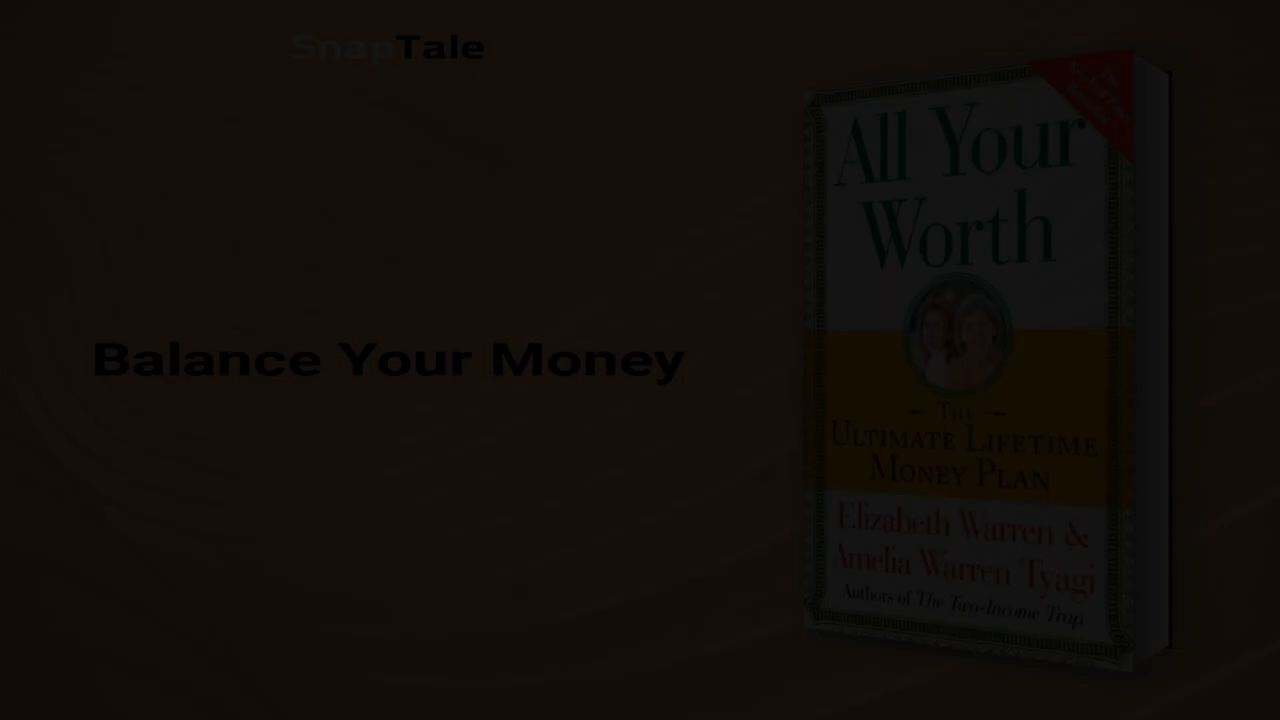 SnapTale
Balance Your Money
All Your
Worth
The
Ultimate Lifetime
Money Plan
Elizabeth Warren &
Amelia Warren Tyagi
Authors of The Two-Income Trap